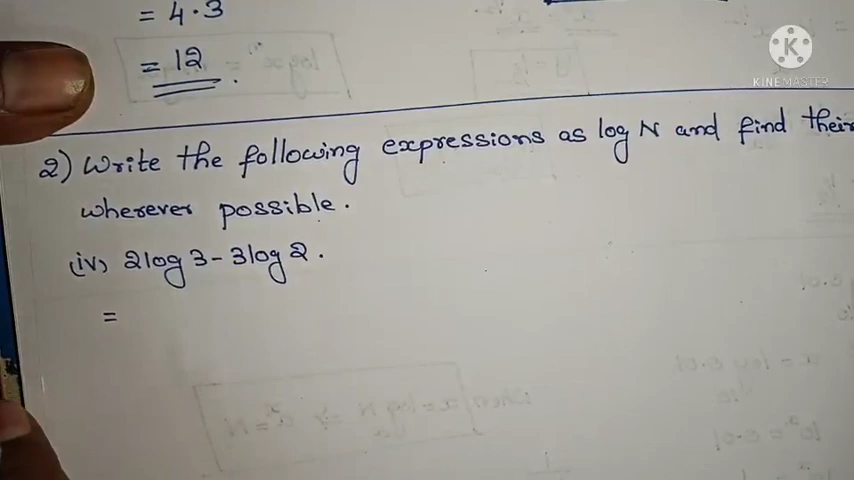 = 4.3
= 12.
KINEMASTER
2) Write the following expressions as log N and find their
wherever possible.
(iv) 2log 3 - 3log 2.
=